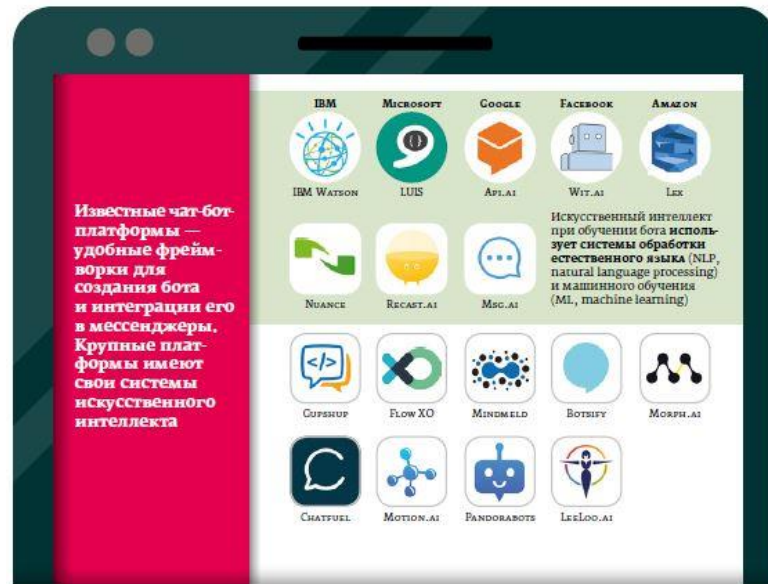 Известные чат-бот-
платформы —
удобные фрейм-
ворки для
создания бота
и интеграции его
в мессенджеры.
Крупные плат-
формы имеют
свои системы
искусственного
интеллекта
IBM Microsoft Google Facebook Amazon
IBM Watson LUIS Api.ai Wit.ai Lex
Искусственный интеллект
при обучении бота исполь-
зует системы обработки
естественного языка (NLP,
natural language processing)
и машинного обучения
(ML, machine learning)
Nuance Recast.ai Msg.ai
Gupshup Flow XO Mindmeld Botsify Morph.ai
Chatfuel Motion.ai Pandorabots LeeLoo.ai